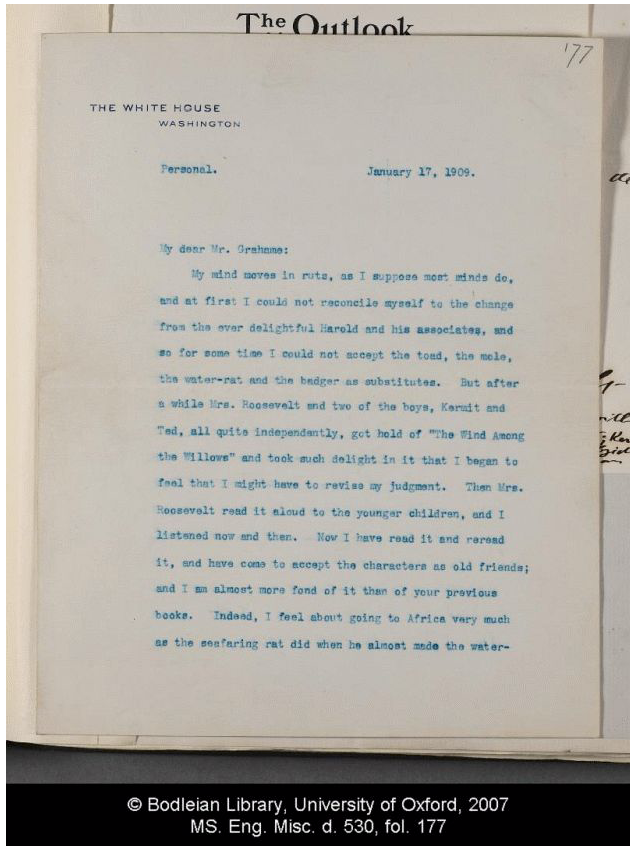 The Outlook
177
THE WHITE HOUSE
WASHINGTON
Personal.
January 17, 1909.
My dear Mr. Grahame:
My mind moves in ruts, as I suppose most minds do,
and at first I could not reconcile myself to the change
from the ever delightful Harold and his associates, and
so for some time I could not accept the toad, the mole,
the water-rat and the badger as substitutes. But after
a while Mrs. Roosevelt and two of the boys, Kermit and
Ted, all quite independently, got hold of "The Wind Among
the Willows" and took such delight in it that I began to
feel that I might have to revise my judgment. Then Mrs.
Roosevelt read it aloud to the younger children, and I
listened now and then. Now I have read it and reread
it, and have come to accept the characters as old friends;
and I am almost more fond of it than of your previous
books. Indeed, I feel about going to Africa very much
as the seafaring rat did when he almost made the water-
© Bodleian Library, University of Oxford, 2007
MS. Eng. Misc. d. 530, fol. 177